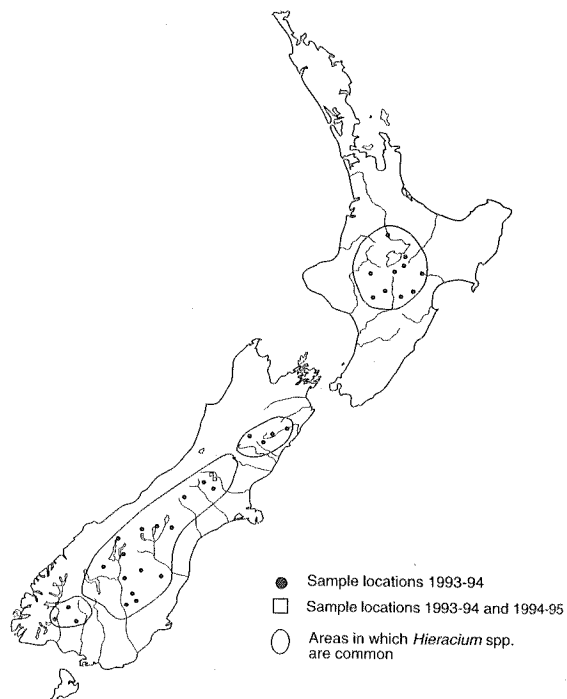 Sample locations 1993-94
Sample locations 1993-94 and 1994-95
Areas in which Hieracium spp.
are common